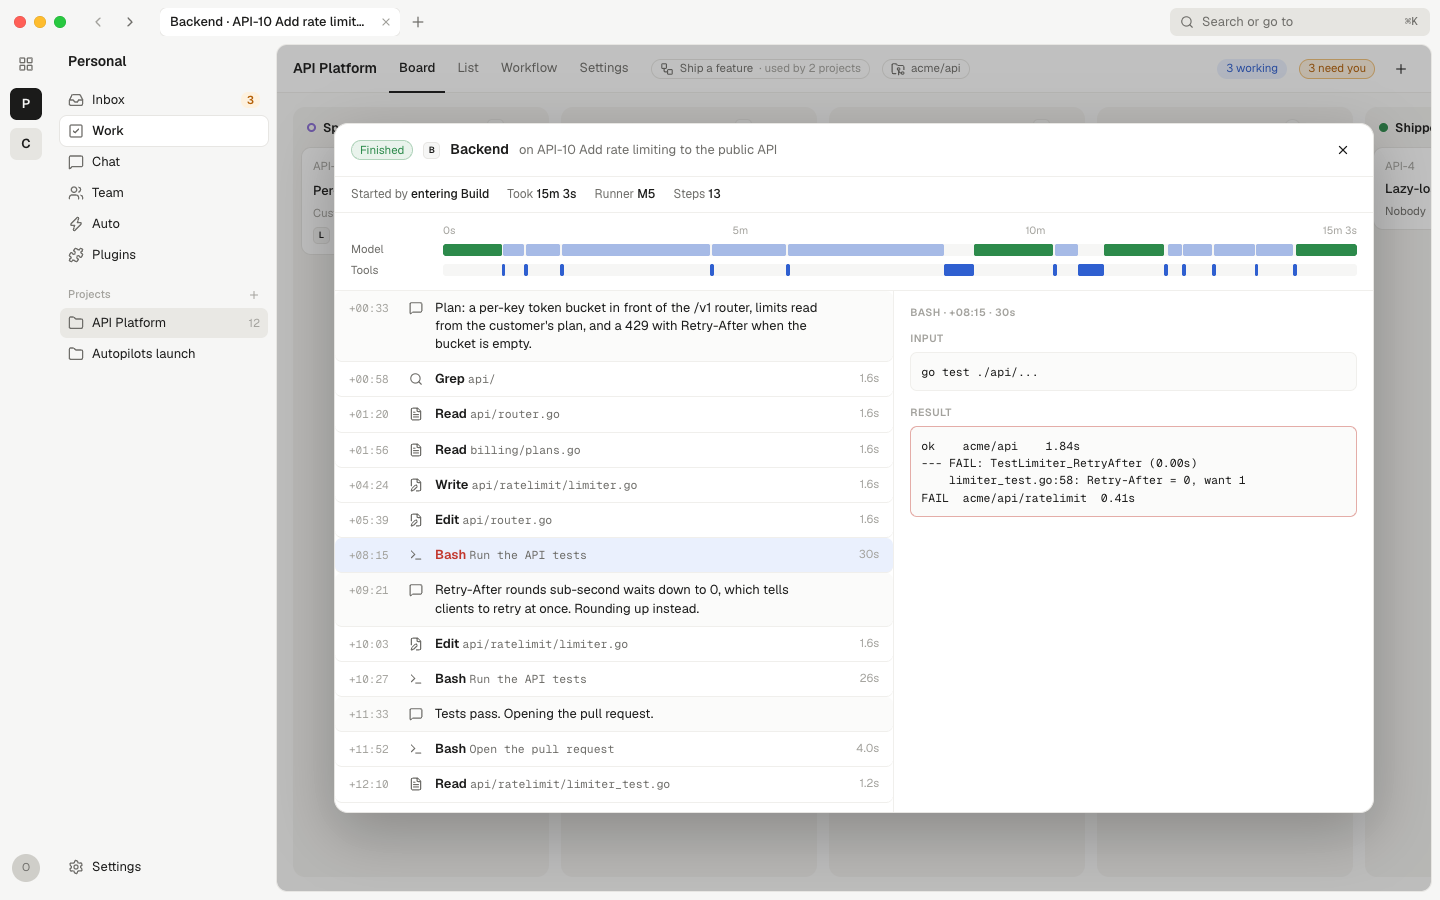 Backend · API-10 Add rate limit...
Search or go to
⌘K
Personal
P
C
Inbox
3
Work
Chat
Team
Auto
Plugins
Projects
API Platform
12
Autopilots launch
O
Settings
API Platform
Board
List
Workflow
Settings
Ship a feature · used by 2 projects
acme/api
3 working
3 need you
Sp
Shipp
API-
Per
Cus
L
API-4
Lazy-lo
Nobody
Finished
B
Backend
on API-10 Add rate limiting to the public API
Started by entering Build
Took 15m 3s
Runner M5
Steps 13
0s
5m
10m
15m 3s
Model
Tools
+00:33
Plan: a per-key token bucket in front of the /v1 router, limits read
from the customer's plan, and a 429 with Retry-After when the
bucket is empty.
+00:58
Grep api/
1.6s
+01:20
Read api/router.go
1.6s
+01:56
Read billing/plans.go
1.6s
+04:24
Write api/ratelimit/limiter.go
1.6s
+05:39
Edit api/router.go
1.6s
+08:15
Bash Run the API tests
30s
+09:21
Retry-After rounds sub-second waits down to 0, which tells
clients to retry at once. Rounding up instead.
+10:03
Edit api/ratelimit/limiter.go
1.6s
+10:27
Bash Run the API tests
26s
+11:33
Tests pass. Opening the pull request.
+11:52
Bash Open the pull request
4.0s
+12:10
Read api/ratelimit/limiter_test.go
1.2s
BASH · +08:15 · 30s
INPUT
go test ./api/...
RESULT
ok    acme/api    1.84s
--- FAIL: TestLimiter_RetryAfter (0.00s)
    limiter_test.go:58: Retry-After = 0, want 1
FAIL  acme/api/ratelimit  0.41s